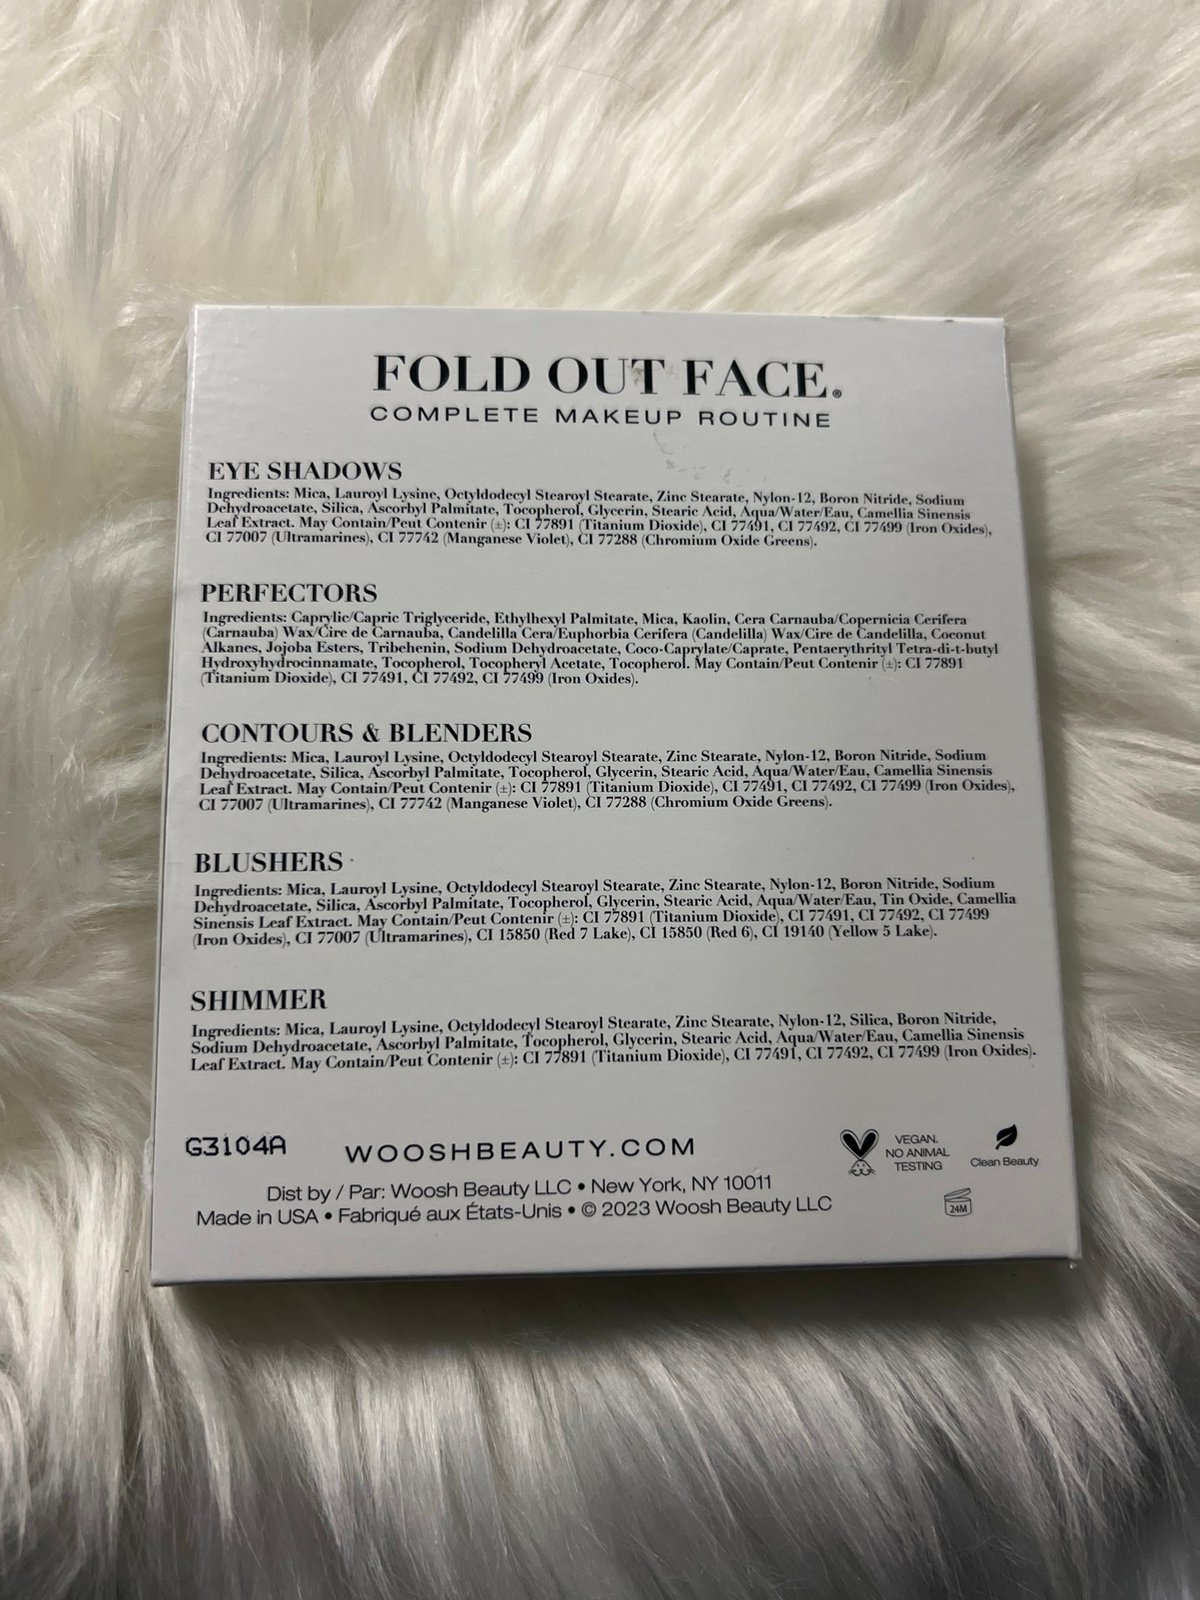 FOLD OUT FACE®
COMPLETE MAKEUP ROUTINE
EYE SHADOWS
Ingredients: Mica, Lauroyl Lysine, Octyldodecyl Stearoyl Stearate, Zinc Stearate, Nylon-12, Boron Nitride, Sodium
Dehydroacetate, Silica, Ascorbyl Palmitate, Tocopherol, Glycerin, Stearic Acid, Aqua/Water/Eau, Camellia Sinensis
Leaf Extract. May Contain/Peut Contenir (±): CI 77891 (Titanium Dioxide), CI 77491, CI 77492, CI 77499 (Iron Oxides),
CI 77007 (Ultramarines), CI 77742 (Manganese Violet), CI 77288 (Chromium Oxide Greens).
PERFECTORS
Ingredients: Caprylic/Capric Triglyceride, Ethylhexyl Palmitate, Mica, Kaolin, Cera Carnauba/Copernicia Cerifera
(Carnauba) Wax/Cire de Carnauba, Candelilla Cera/Euphorbia Cerifera (Candelilla) Wax/Cire de Candelilla, Coconut
Alkanes, Jojoba Esters, Tribehenin, Sodium Dehydroacetate, Coco-Caprylate/Caprate, Pentaerythrityl Tetra-di-t-butyl
Hydroxyhydrocinnamate, Tocopherol, Tocopheryl Acetate, Tocopherol. May Contain/Peut Contenir (±): CI 77891
(Titanium Dioxide), CI 77491, CI 77492, CI 77499 (Iron Oxides).
CONTOURS & BLENDERS
Ingredients: Mica, Lauroyl Lysine, Octyldodecyl Stearoyl Stearate, Zinc Stearate, Nylon-12, Boron Nitride, Sodium
Dehydroacetate, Silica, Ascorbyl Palmitate, Tocopherol, Glycerin, Stearic Acid, Aqua/Water/Eau, Camellia Sinensis
Leaf Extract. May Contain/Peut Contenir (±): CI 77891 (Titanium Dioxide), CI 77491, CI 77492, CI 77499 (Iron Oxides),
CI 77007 (Ultramarines), CI 77742 (Manganese Violet), CI 77288 (Chromium Oxide Greens).
BLUSHERS
Ingredients: Mica, Lauroyl Lysine, Octyldodecyl Stearoyl Stearate, Zinc Stearate, Nylon-12, Boron Nitride, Sodium
Dehydroacetate, Silica, Ascorbyl Palmitate, Tocopherol, Glycerin, Stearic Acid, Aqua/Water/Eau, Tin Oxide, Camellia
Sinensis Leaf Extract. May Contain/Peut Contenir (±): CI 77891 (Titanium Dioxide), CI 77491, CI 77492, CI 77499
(Iron Oxides), CI 77007 (Ultramarines), CI 15850 (Red 7 Lake), CI 15850 (Red 6), CI 19140 (Yellow 5 Lake).
SHIMMER
Ingredients: Mica, Lauroyl Lysine, Octyldodecyl Stearoyl Stearate, Zinc Stearate, Nylon-12, Silica, Boron Nitride,
Sodium Dehydroacetate, Ascorbyl Palmitate, Tocopherol, Glycerin, Stearic Acid, Aqua/Water/Eau, Camellia Sinensis
Leaf Extract. May Contain/Peut Contenir (±): CI 77891 (Titanium Dioxide), CI 77491, CI 77492, CI 77499 (Iron Oxides).
G3104A
WOOSHBEAUTY.COM
Dist by / Par: Woosh Beauty LLC • New York, NY 10011
Made in USA • Fabriqué aux États-Unis • © 2023 Woosh Beauty LLC
VEGAN.
NO ANIMAL
TESTING
Clean Beauty
24M